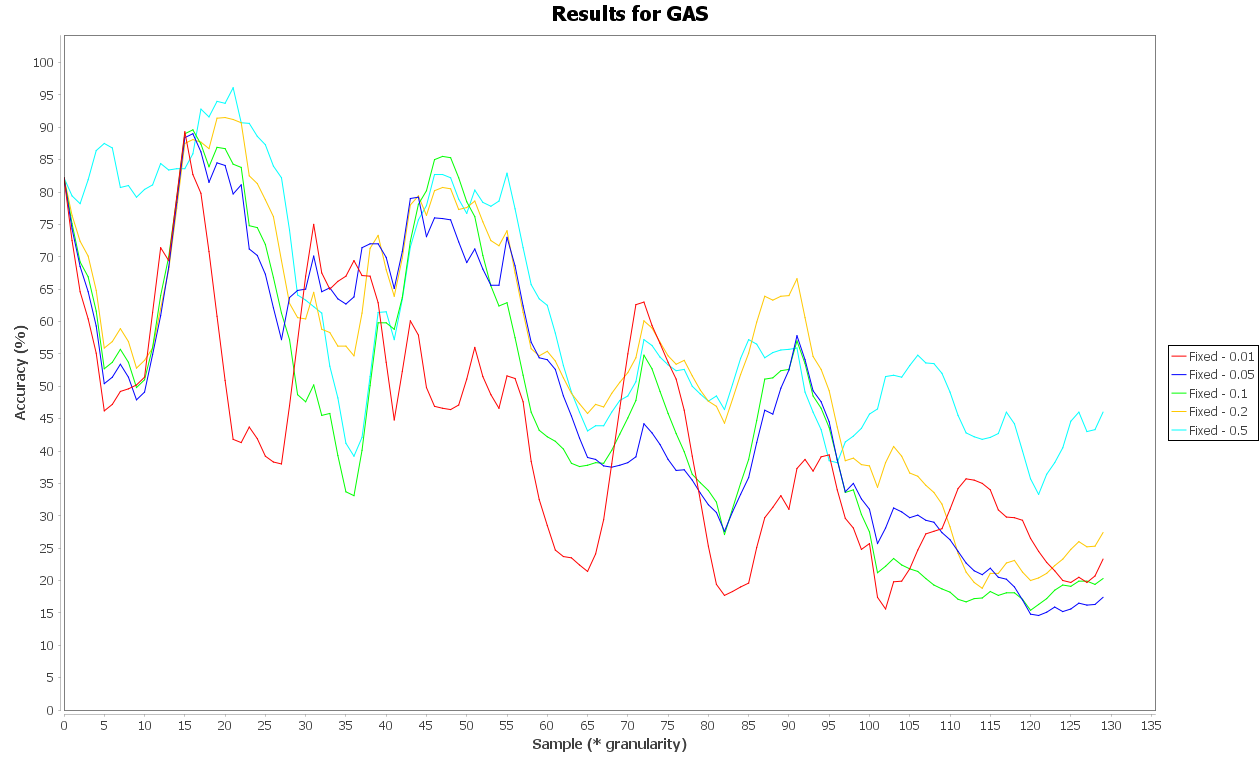 Results for GAS
Accuracy (%)
100
95
90
85
80
75
70
65
60
55
50
45
40
35
30
25
20
15
10
5
0
0 5 10 15 20 25 30 35 40 45 50 55 60 65 70 75 80 85 90 95 100 105 110 115 120 125 130 135
Sample (* granularity)
Fixed - 0.01
Fixed - 0.05
Fixed - 0.1
Fixed - 0.2
Fixed - 0.5